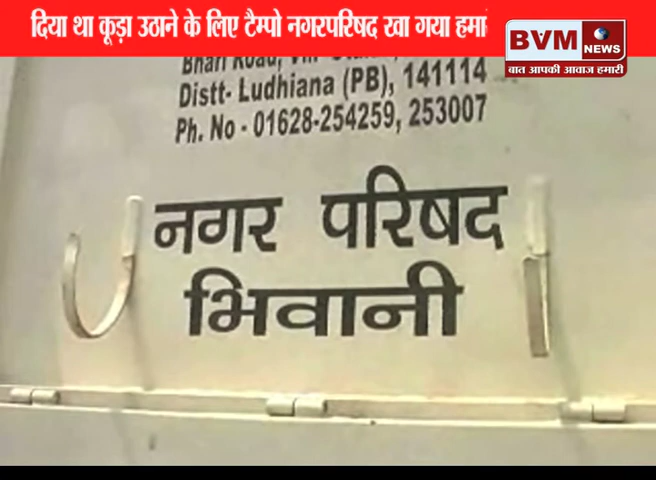 दिया था कूड़ा उठाने के लिए टैम्पो नगरपरिषद रखा गया हमा
BVM NEWS
बात आपकी आवाज हमारी
Distt- Ludhiana (PB), 141114
Ph. No - 01628-254259, 253007
नगर परिषद
भिवानी